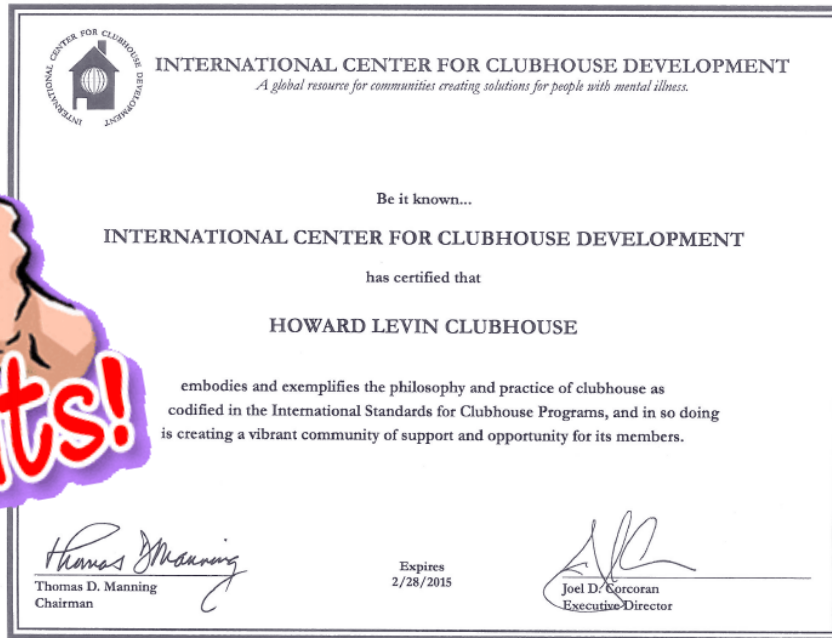 INTERNATIONAL CENTER FOR CLUBHOUSE DEVELOPMENT
INTERNATIONAL CENTER FOR CLUBHOUSE DEVELOPMENT
A global resource for communities creating solutions for people with mental illness.
Be it known...
INTERNATIONAL CENTER FOR CLUBHOUSE DEVELOPMENT
has certified that
HOWARD LEVIN CLUBHOUSE
embodies and exemplifies the philosophy and practice of clubhouse as
codified in the International Standards for Clubhouse Programs, and in so doing
is creating a vibrant community of support and opportunity for its members.
ts!
Thomas D Manning
Thomas D. Manning
Chairman
Expires
2/28/2015
Joel D. Corcoran
Executive Director